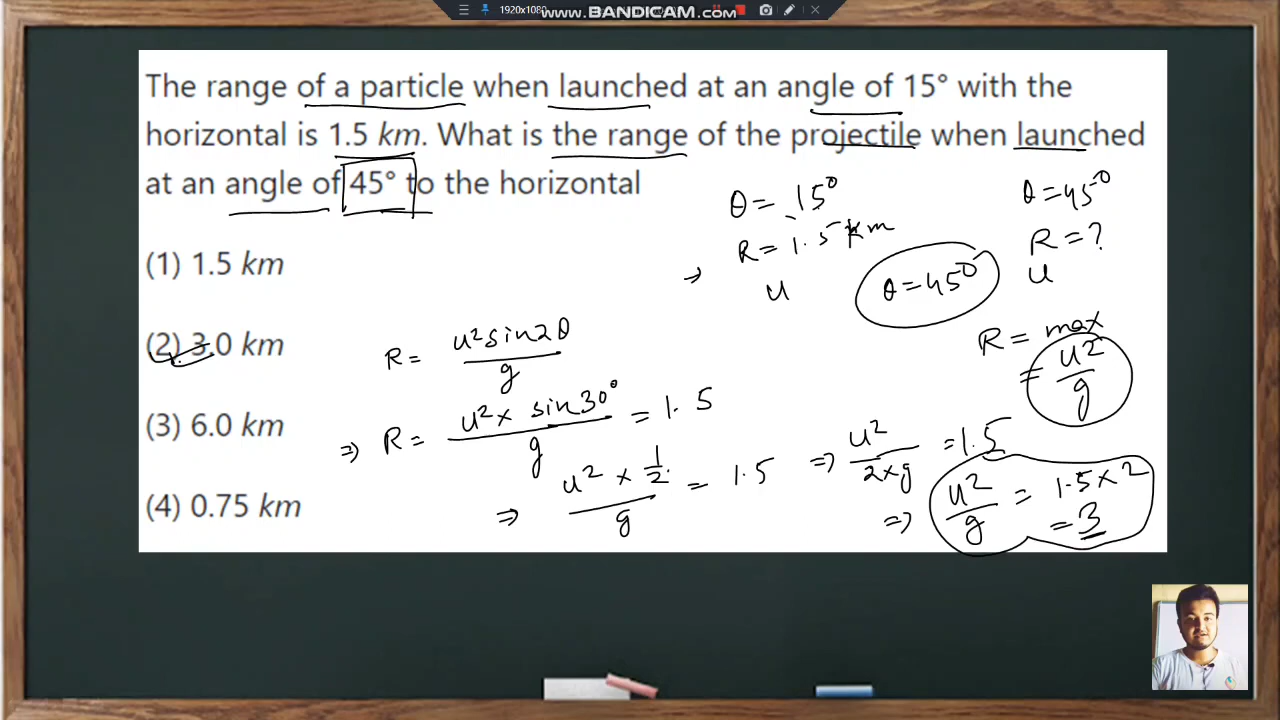 1920x1080
www.BANDICAM.com
The range of a particle when launched at an angle of 15° with the
horizontal is 1.5 km. What is the range of the projectile when launched
at an angle of 45° to the horizontal
θ = 15°
R = 1.5 km
u
θ = 45°
θ = 45°
R = ?
u
(1) 1.5 km
(2) 3.0 km
(3) 6.0 km
(4) 0.75 km
R = u² sin2θ / g
⇒ R = u² × sin30° / g = 1.5
⇒ u² × 1/2 / g = 1.5
⇒ u² / 2×g = 1.5
⇒ u² / g = 1.5 × 2
= 3
R = max
= u² / g